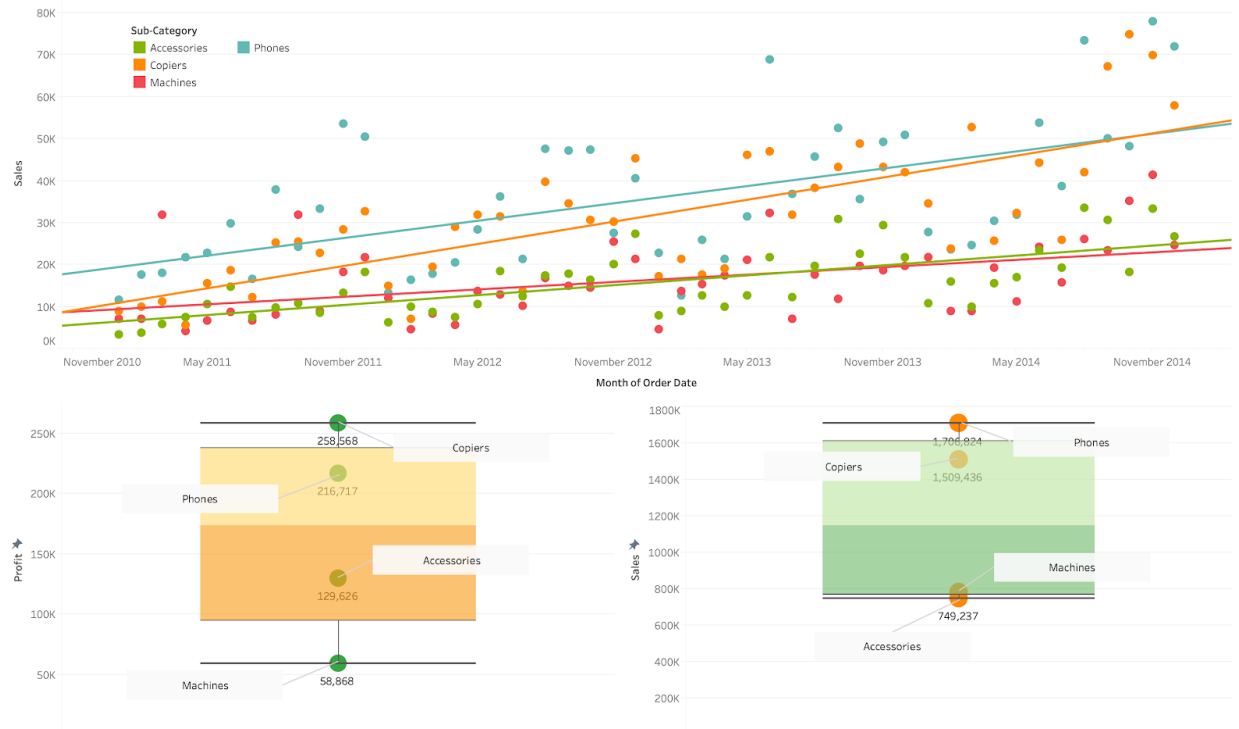 80K
Sub-Category
Accessories Phones
Copiers
Machines
70K
60K
50K
Sales
40K
30K
20K
10K
0K
November 2010 May 2011 November 2011 May 2012 November 2012 May 2013 November 2013 May 2014 November 2014
Month of Order Date
250K
258,568
Copiers
Phones
216,717
200K
Profit
150K
Accessories
129,626
100K
50K
Machines
58,868
1800K
1600K
1,706,824
Phones
Copiers
1,509,436
1400K
1200K
Sales
1000K
Machines
800K
749,237
600K
Accessories
400K
200K